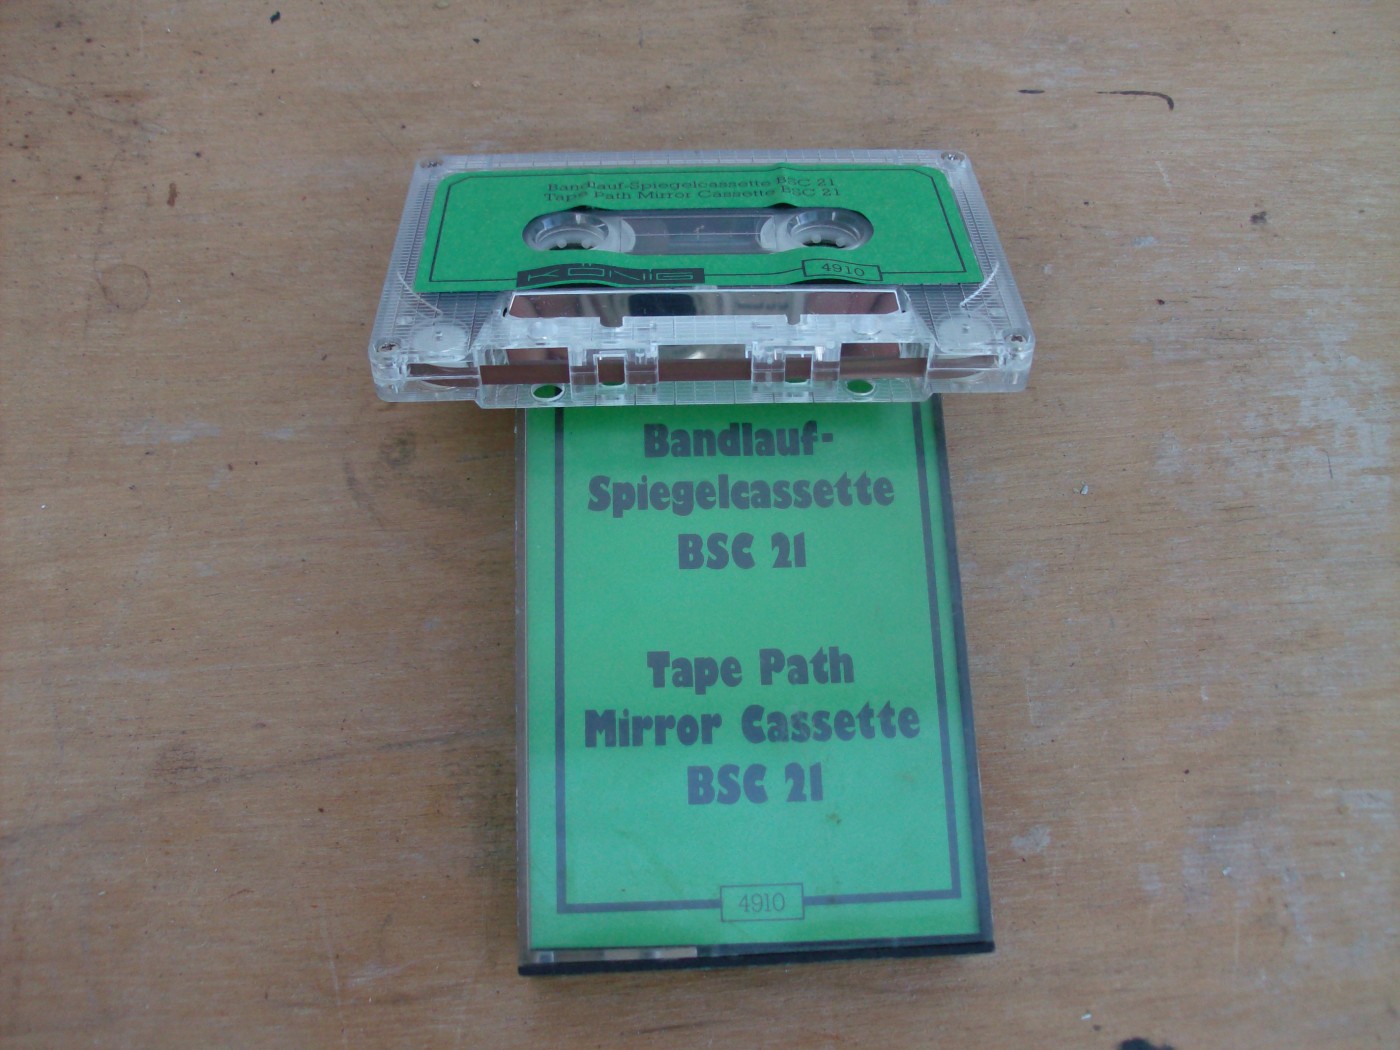 Bandlauf-Spiegelcassette BSC 21
Tape Path Mirror Cassette BSC 21
KÖNIG
4910
Bandlauf-
Spiegelcassette
BSC 21
Tape Path
Mirror Cassette
BSC 21
4910